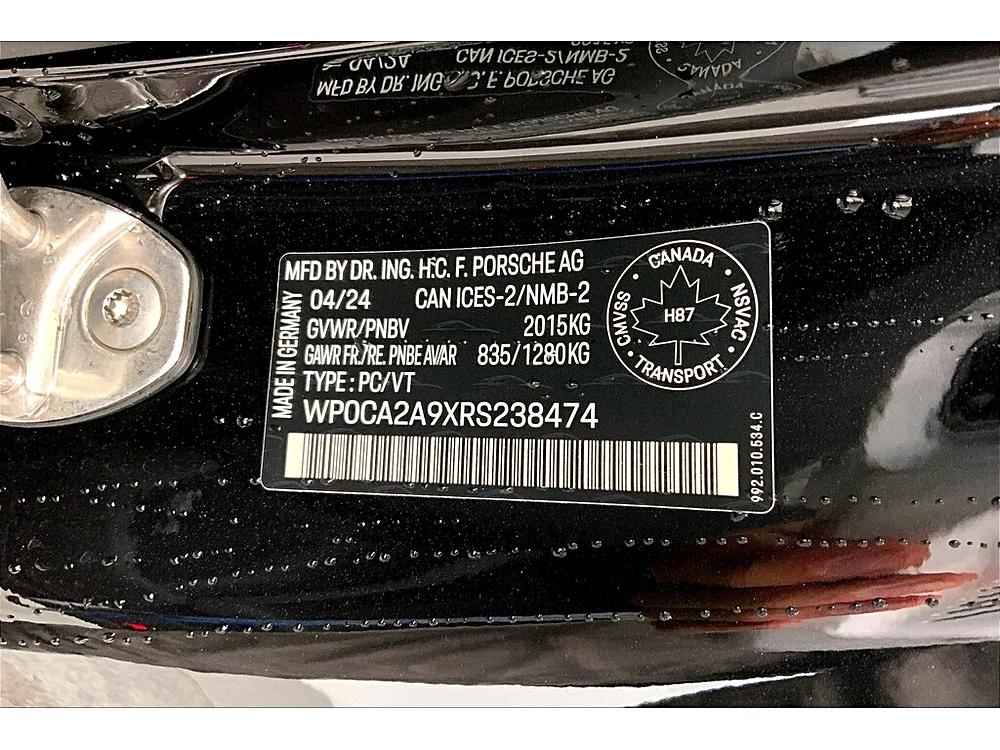 MFD BY DR. ING. H.C. F. PORSCHE AG
04/24 CAN ICES-2/NMB-2
GVWR/PNBV 2015KG
GAWR FR./RE. PNBE AV/AR 835/1280KG
TYPE: PC/VT
WP0CA2A9XRS238474
MADE IN GERMANY
CANADA
CMVSS
NSVAC
H87
TRANSPORT
992.010.534.C
04/24 CAN ICES-2/NMB-2
MFD BY DR. ING. H.C. F. PORSCHE AG
CANADA